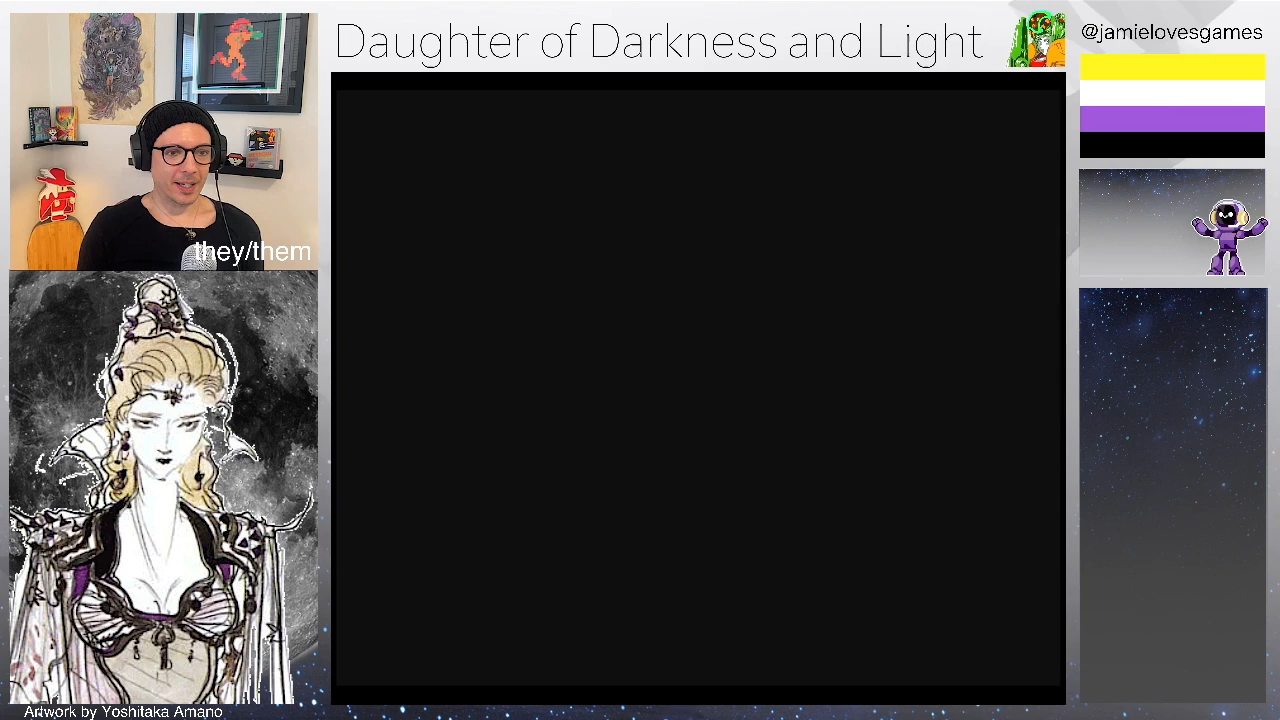 Daughter of Darkness and Light
@jamielovesgames
they/them
Artwork by Yoshitaka Amano